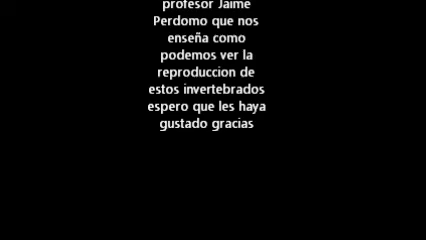 profesor Jaime
Perdomo que nos
enseña como
podemos ver la
reproduccion de
estos invertebrados
espero que les haya
gustado gracias